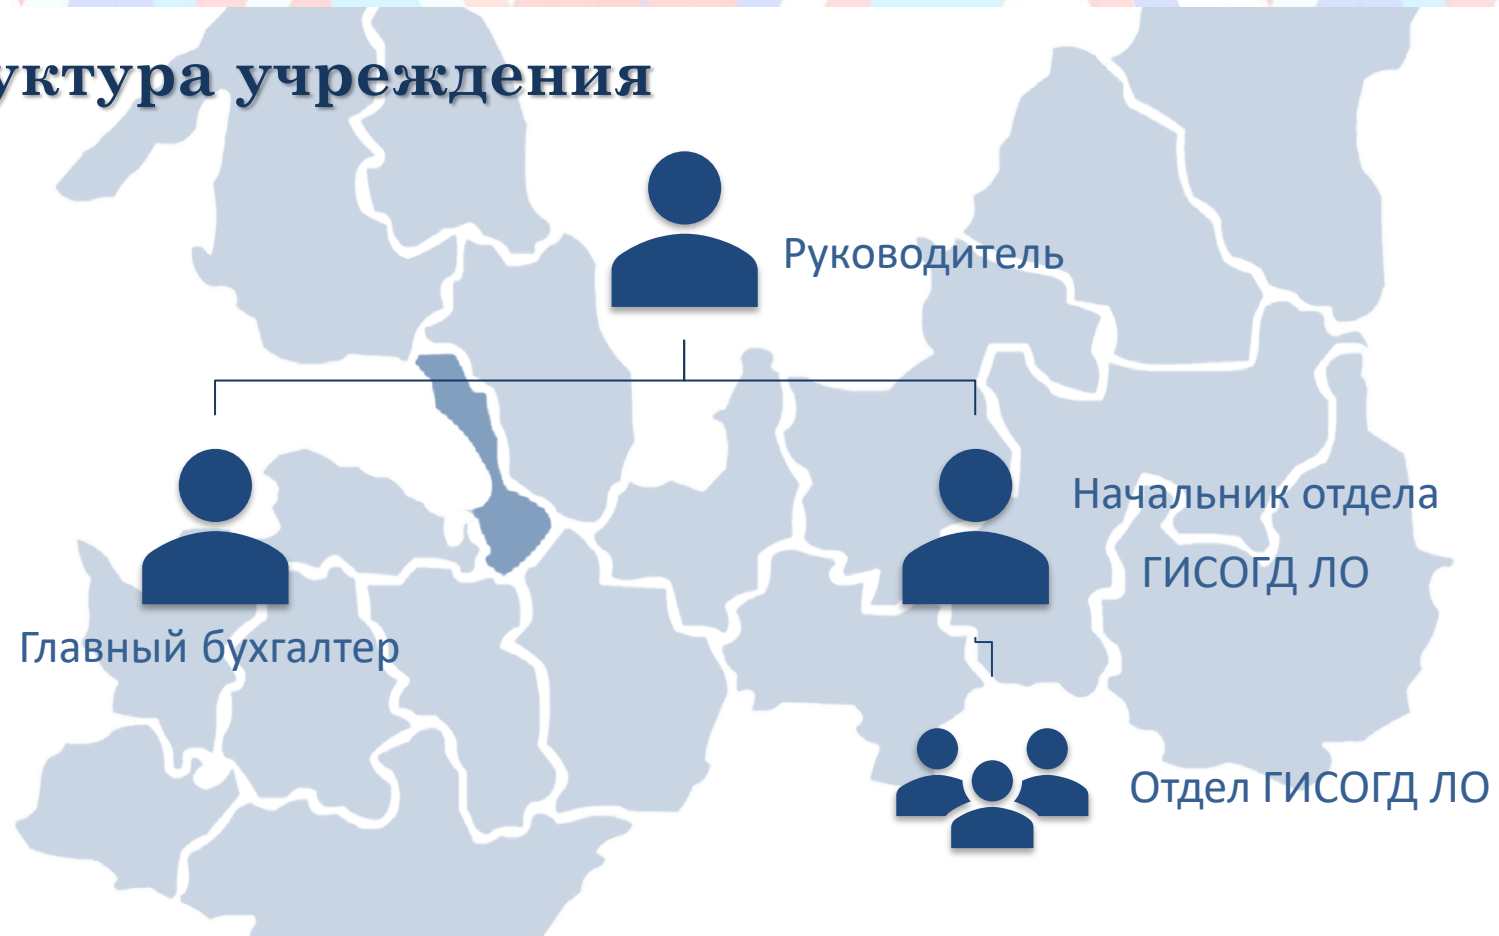 уктура учреждения
Руководитель
Начальник отдела
ГИСОГД ЛО
Главный бухгалтер
Отдел ГИСОГД ЛО